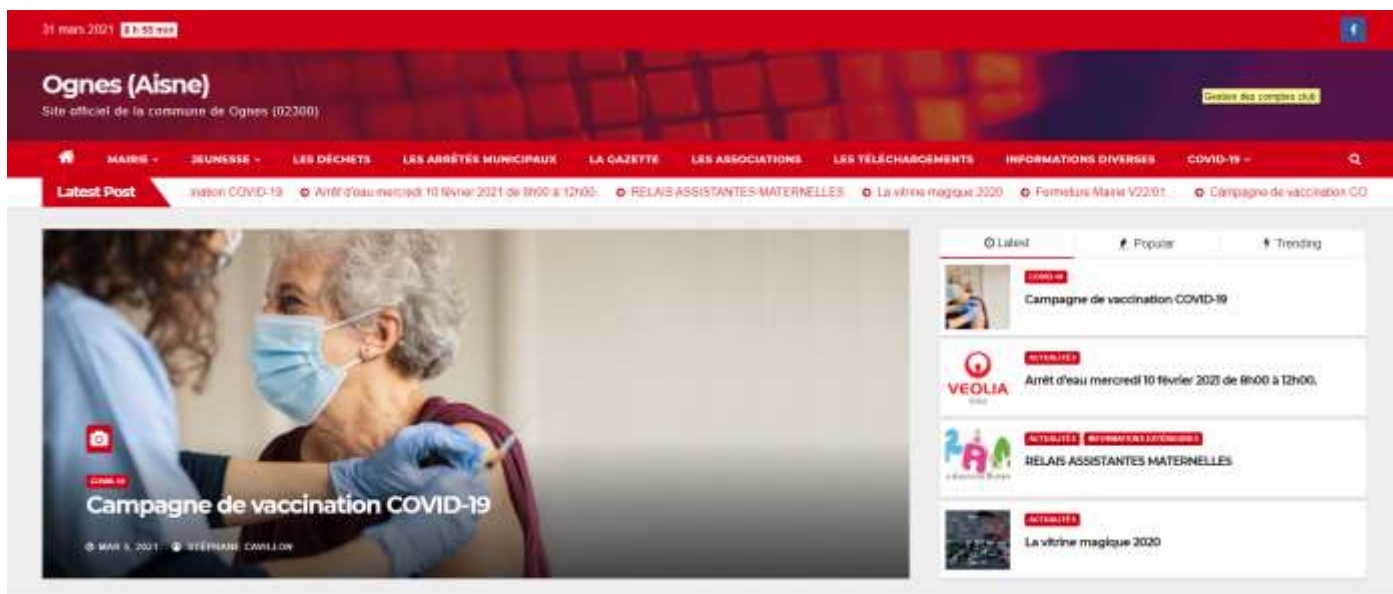 31 mars 2021 8 h 55 min
Ognes (Aisne)
Site officiel de la commune de Ognes (02300)
Gestion des comptes club
MAIRIE
JEUNESSE
LES DÉCHETS
LES ARRÊTÉS MUNICIPAUX
LA GAZETTE
LES ASSOCIATIONS
LES TÉLÉCHARGEMENTS
INFORMATIONS DIVERSES
COVID-19
Latest Post
ination COVID-19
Arrêt d'eau mercredi 10 février 2021 de 8h00 à 12h00.
RELAIS ASSISTANTES MATERNELLES
La vitrine magique 2020
Fermeture Mairie V22/01
Campagne de vaccination CO
COVID-19
Campagne de vaccination COVID-19
MAR 5, 2021 STÉPHANE CAVILLON
Latest
Popular
Trending
COVID-19
Campagne de vaccination COVID-19
VEOLIA
ACTUALITÉS
Arrêt d'eau mercredi 10 février 2021 de 8h00 à 12h00.
ACTUALITÉS INFORMATIONS EXTÉRIEURES
RELAIS ASSISTANTES MATERNELLES
ACTUALITÉS
La vitrine magique 2020